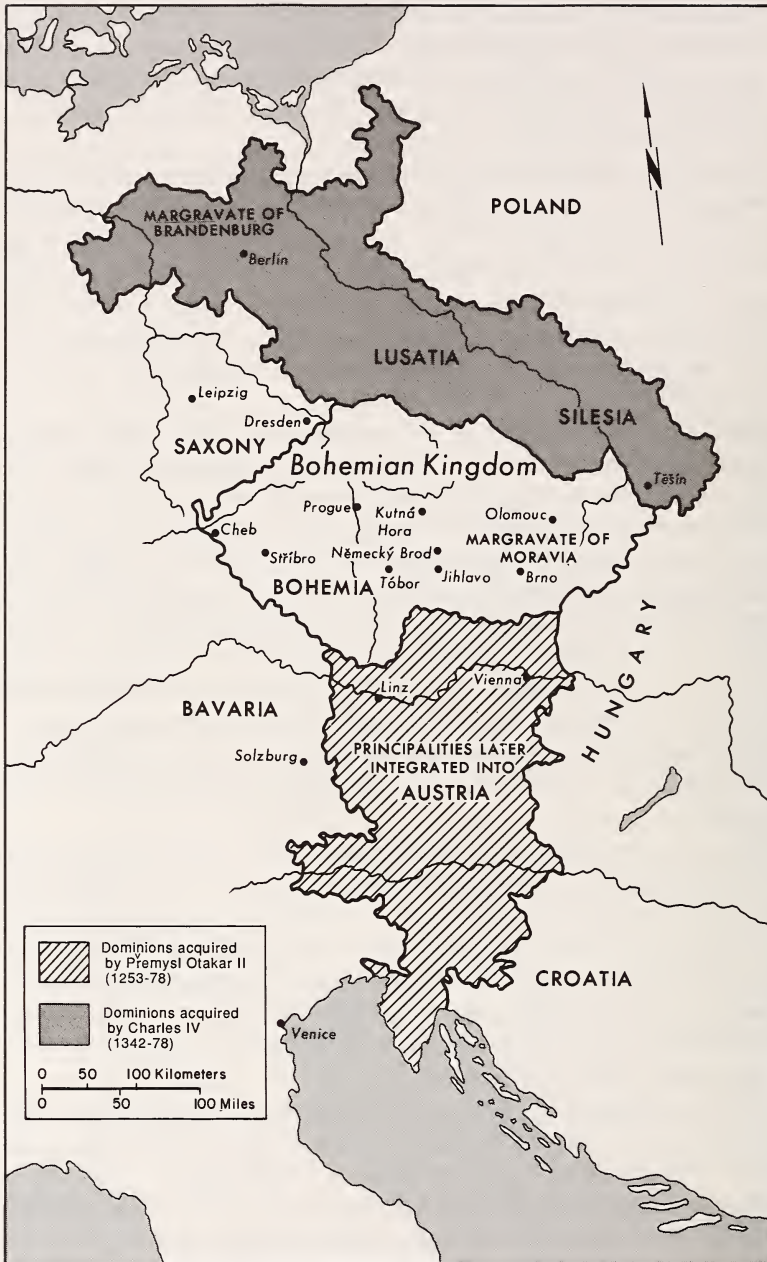 POLAND
MARGRAVATE OF
BRANDENBURG
Berlin
LUSATIA
Leipzig
Dresden
SAXONY
SILESIA
Těšín
Bohemian Kingdom
Progue
Kutná
Hora
Olomouc
Cheb
MARGRAVATE OF
MORAVIA
Stříbro
Německý Brod
BOHEMIA
Tóbor
Jihlavo
Brno
HUNGARY
Linz
Vienna
BAVARIA
PRINCIPALITIES LATER
INTEGRATED INTO
AUSTRIA
Solzburg
CROATIA
Venice
Dominions acquired
by Přemysl Otakar II
(1253-78)
Dominions acquired
by Charles IV
(1342-78)
0 50 100 Kilometers
0 50 100 Miles
N